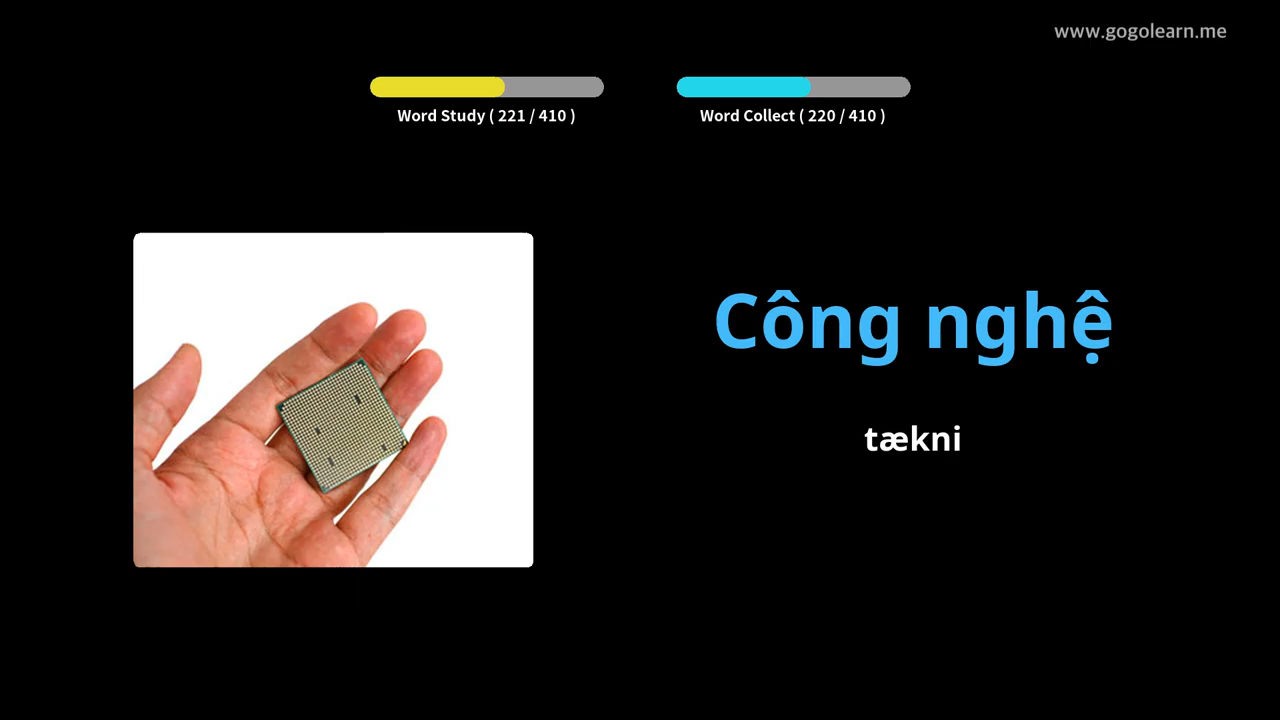 www.gogolearn.me
Word Study ( 221 / 410 )
Word Collect ( 220 / 410 )
Công nghệ
tækni